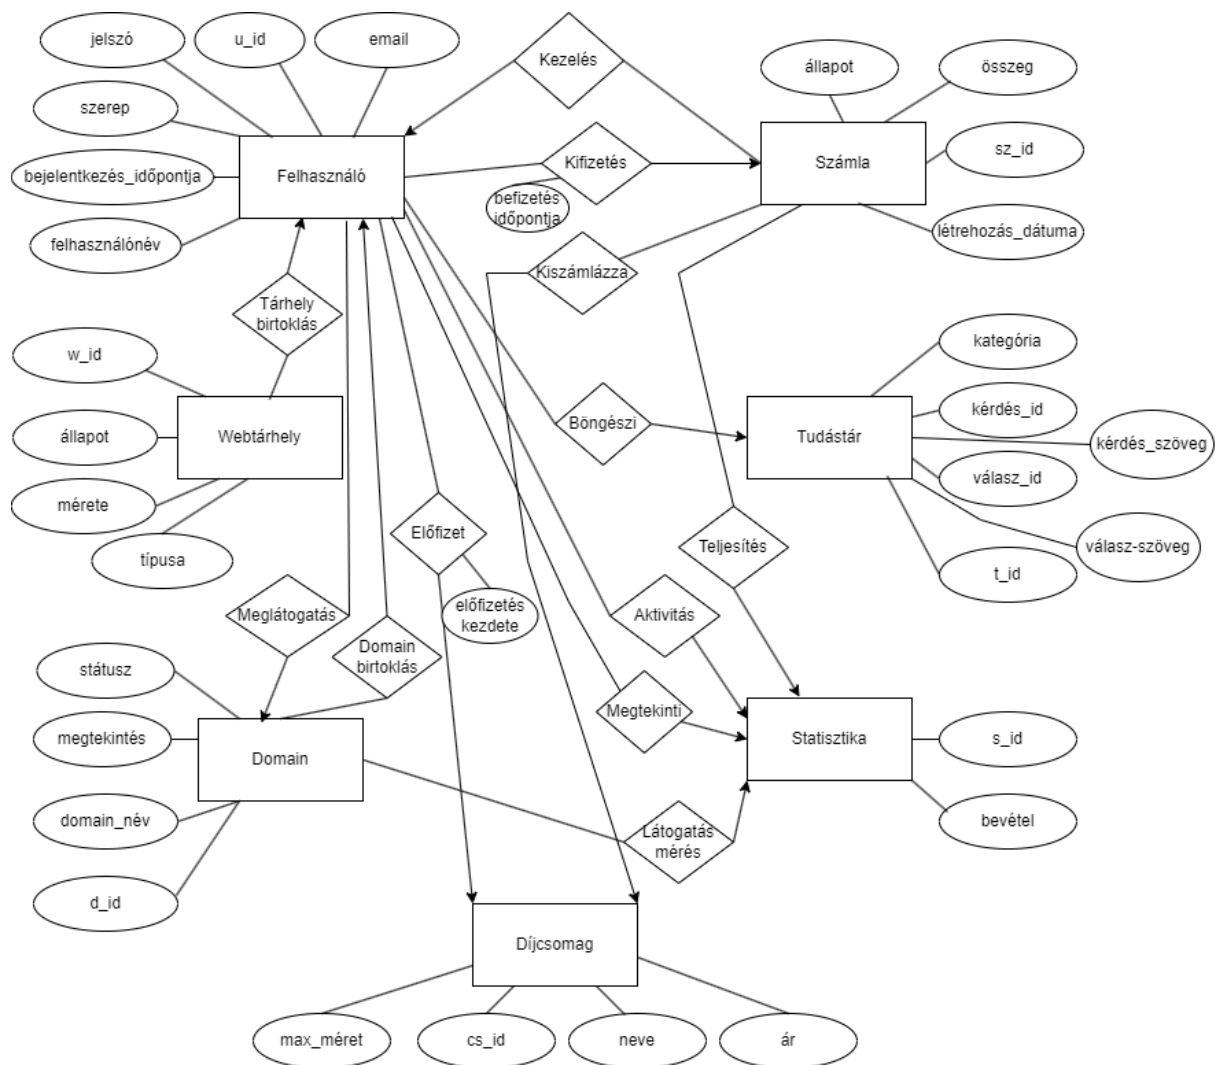 jelszó
u_id
email
Kezelés
állapot
összeg
szerep
bejelentkezés_időpontja
Felhasználó
Kifizetés
Számla
sz_id
befizetés
időpontja
felhasználónév
létrehozás_dátuma
Kiszámlázza
Tárhely
birtoklás
w_id
kategória
állapot
Webtárhely
Böngészi
Tudástár
kérdés_id
kérdés_szöveg
mérete
válasz_id
típusa
Előfizet
Teljesítés
válasz-szöveg
t_id
Meglátogatás
előfizetés
kezdete
Aktivitás
státusz
Domain
birtoklás
Megtekinti
megtekintés
Domain
Statisztika
s_id
domain_név
Látogatás
mérés
bevétel
d_id
Díjcsomag
max_méret
cs_id
neve
ár